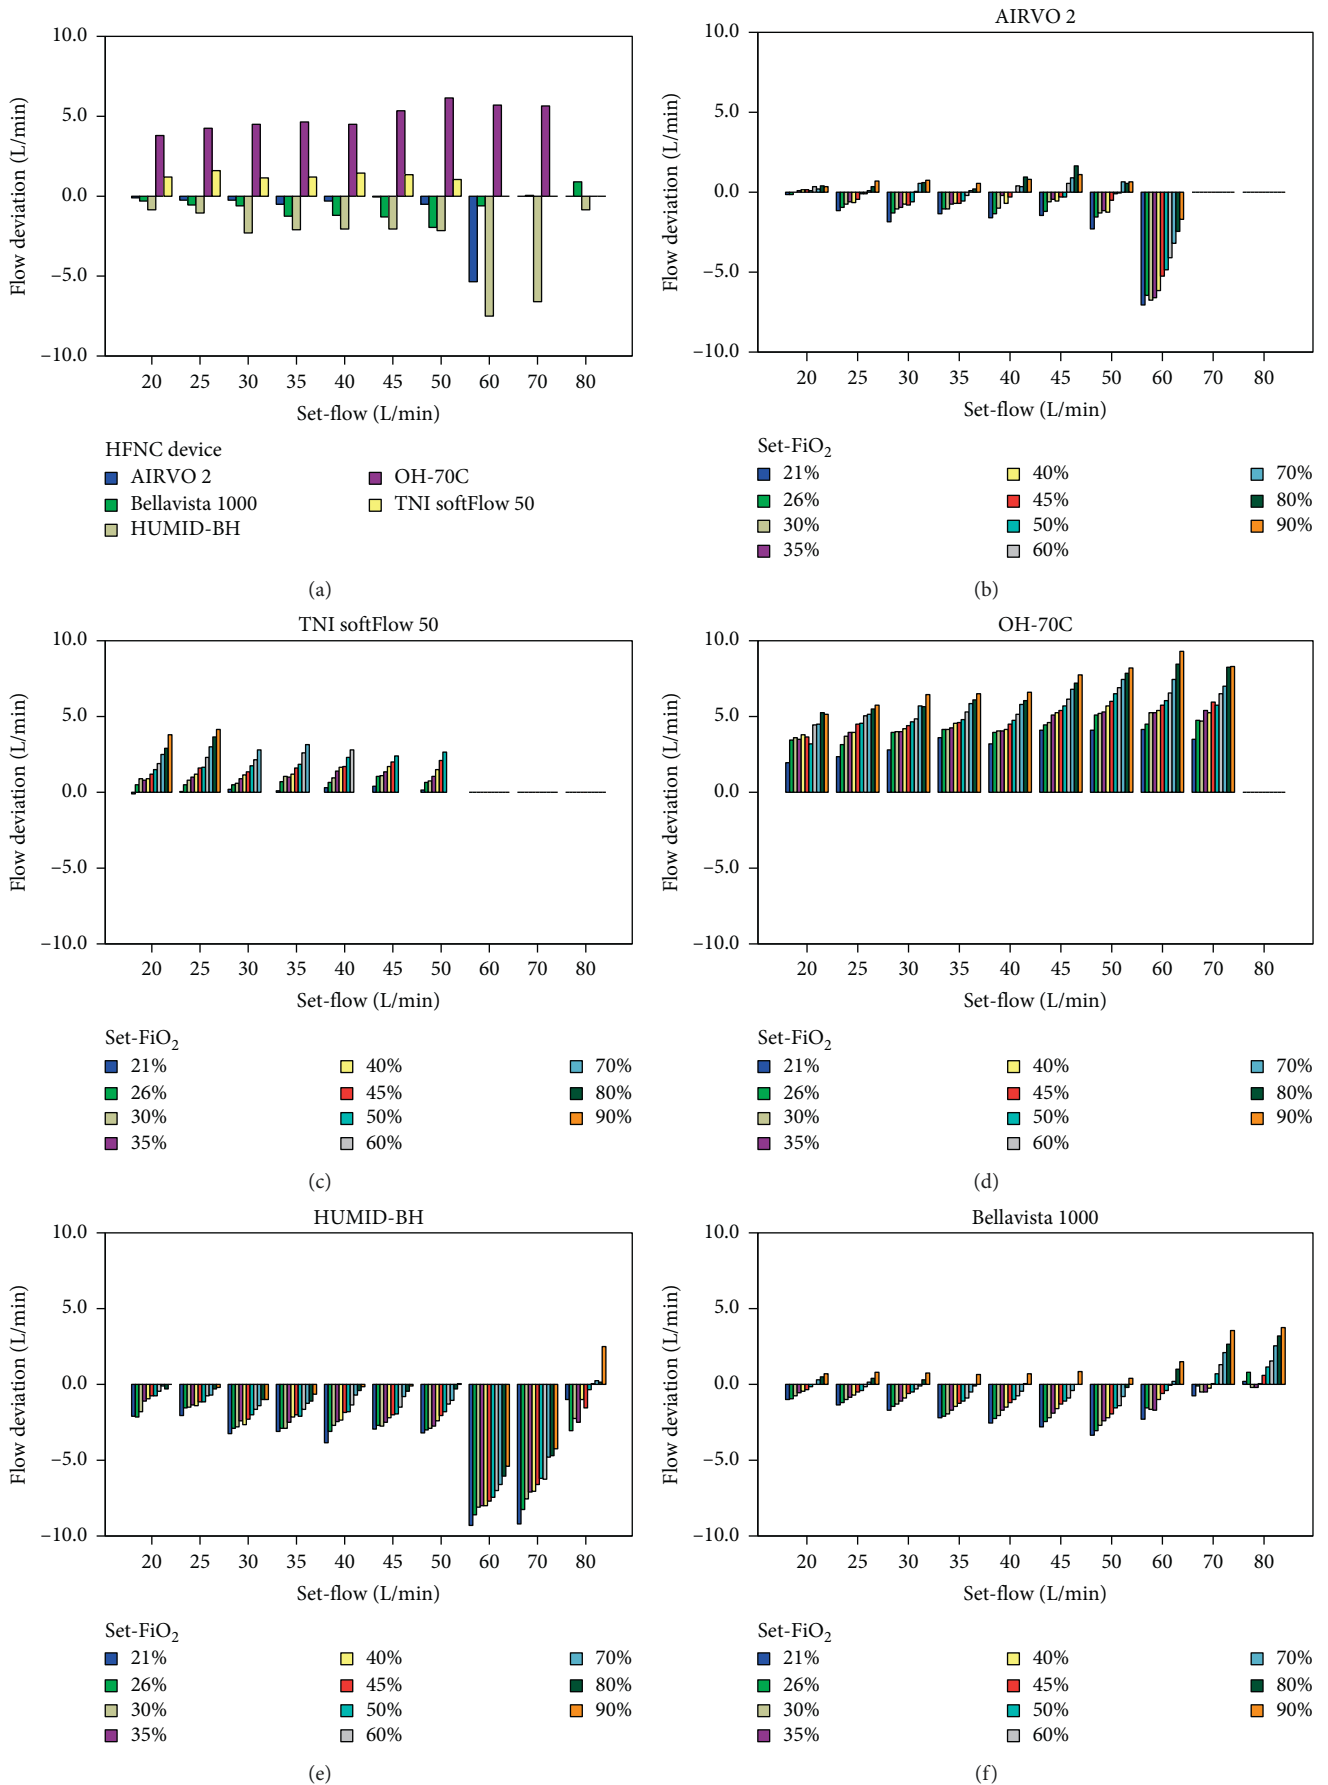 10.0
5.0
0.0
−5.0
−10.0
Flow deviation (L/min)
20 25 30 35 40 45 50 60 70 80
Set-flow (L/min)
HFNC device
AIRVO 2
Bellavista 1000
HUMID-BH
OH-70C
TNI softFlow 50
(a)
AIRVO 2
10.0
5.0
0.0
−5.0
−10.0
Flow deviation (L/min)
20 25 30 35 40 45 50 60 70 80
Set-flow (L/min)
Set-FiO2
21%
26%
30%
35%
40%
45%
50%
60%
70%
80%
90%
(b)
TNI softFlow 50
10.0
5.0
0.0
−5.0
−10.0
Flow deviation (L/min)
20 25 30 35 40 45 50 60 70 80
Set-flow (L/min)
Set-FiO2
21%
26%
30%
35%
40%
45%
50%
60%
70%
80%
90%
(c)
OH-70C
10.0
5.0
0.0
−5.0
−10.0
Flow deviation (L/min)
20 25 30 35 40 45 50 60 70 80
Set-flow (L/min)
Set-FiO2
21%
26%
30%
35%
40%
45%
50%
60%
70%
80%
90%
(d)
HUMID-BH
10.0
5.0
0.0
−5.0
−10.0
Flow deviation (L/min)
20 25 30 35 40 45 50 60 70 80
Set-flow (L/min)
Set-FiO2
21%
26%
30%
35%
40%
45%
50%
60%
70%
80%
90%
(e)
Bellavista 1000
10.0
5.0
0.0
−5.0
−10.0
Flow deviation (L/min)
20 25 30 35 40 45 50 60 70 80
Set-flow (L/min)
Set-FiO2
21%
26%
30%
35%
40%
45%
50%
60%
70%
80%
90%
(f)